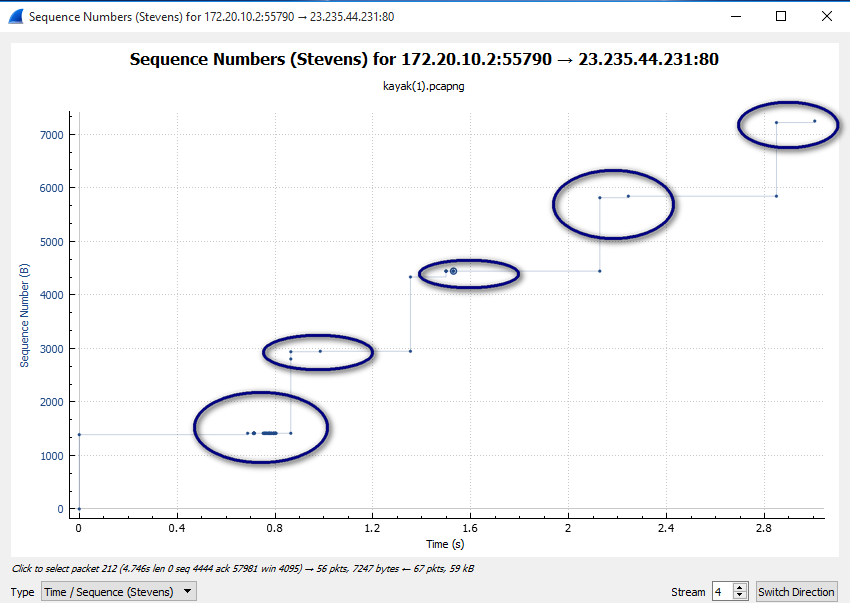 Sequence Numbers (Stevens) for 172.20.10.2:55790 → 23.235.44.231:80
Sequence Numbers (Stevens) for 172.20.10.2:55790 → 23.235.44.231:80
kayak(1).pcapng
Sequence Number (B)
7000
6000
5000
4000
3000
2000
1000
0
0 0.4 0.8 1.2 1.6 2 2.4 2.8
Time (s)
Click to select packet 212 (4.746s len 0 seq 4444 ack 57981 win 4095) → 56 pkts, 7247 bytes ← 67 pkts, 59 kB
Type Time / Sequence (Stevens) Stream 4 Switch Direction